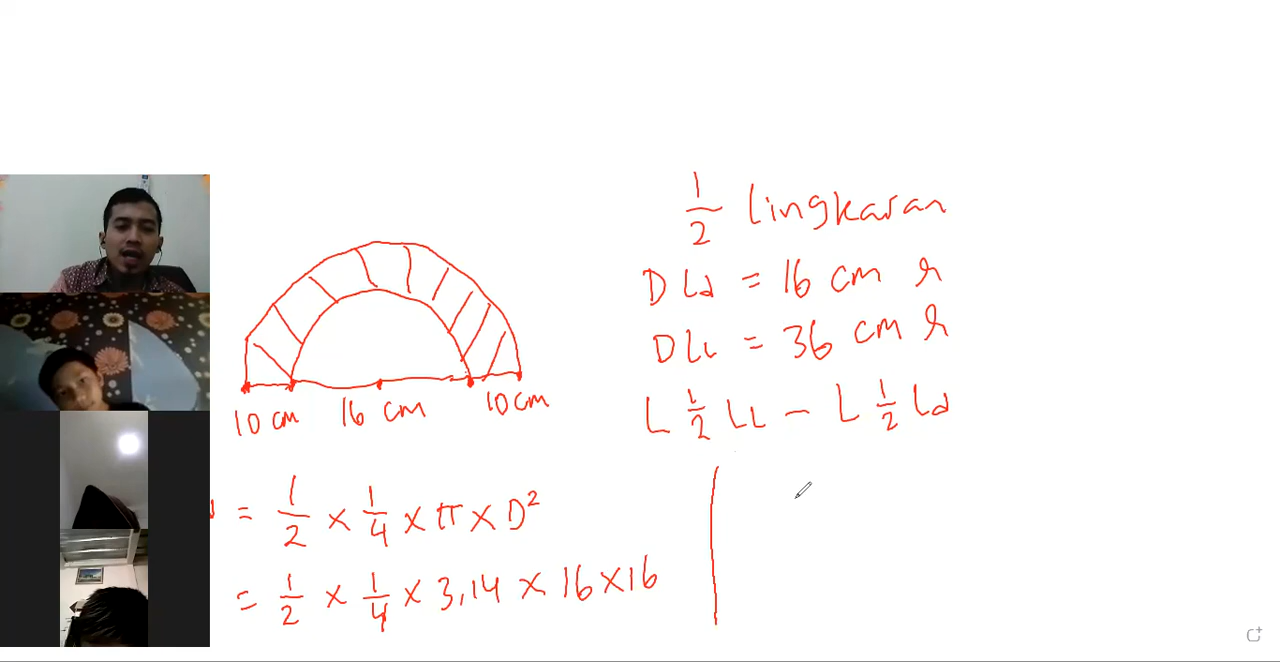 1/2 lingkaran
D Ld = 16 cm
D LL = 36 cm
L 1/2 LL - L 1/2 Ld
10 cm 16 cm 10 cm
= 1/2 x 1/4 x π x D²
= 1/2 x 1/4 x 3,14 x 16 x 16